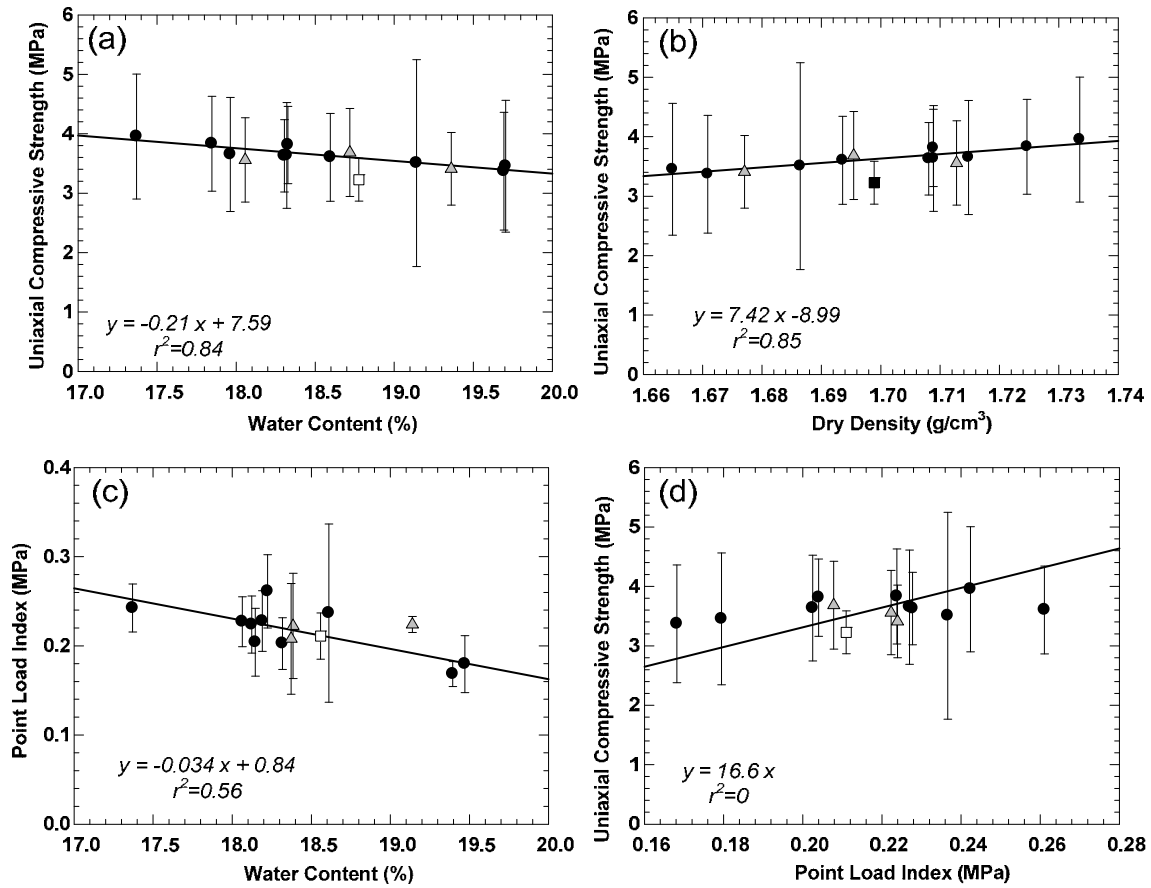 (a)
Uniaxial Compressive Strength (MPa)
6
5
4
3
2
1
0
y = -0.21 x + 7.59
r²=0.84
17.0 17.5 18.0 18.5 19.0 19.5 20.0
Water Content (%)
(b)
Uniaxial Compressive Strength (MPa)
6
5
4
3
2
1
0
y = 7.42 x -8.99
r²=0.85
1.66 1.67 1.68 1.69 1.70 1.71 1.72 1.73 1.74
Dry Density (g/cm³)
(c)
Point Load Index (MPa)
0.4
0.3
0.2
0.1
0.0
y = -0.034 x + 0.84
r²=0.56
17.0 17.5 18.0 18.5 19.0 19.5 20.0
Water Content (%)
(d)
Uniaxial Compressive Strength (MPa)
6
5
4
3
2
1
0
y = 16.6 x
r²=0
0.16 0.18 0.20 0.22 0.24 0.26 0.28
Point Load Index (MPa)